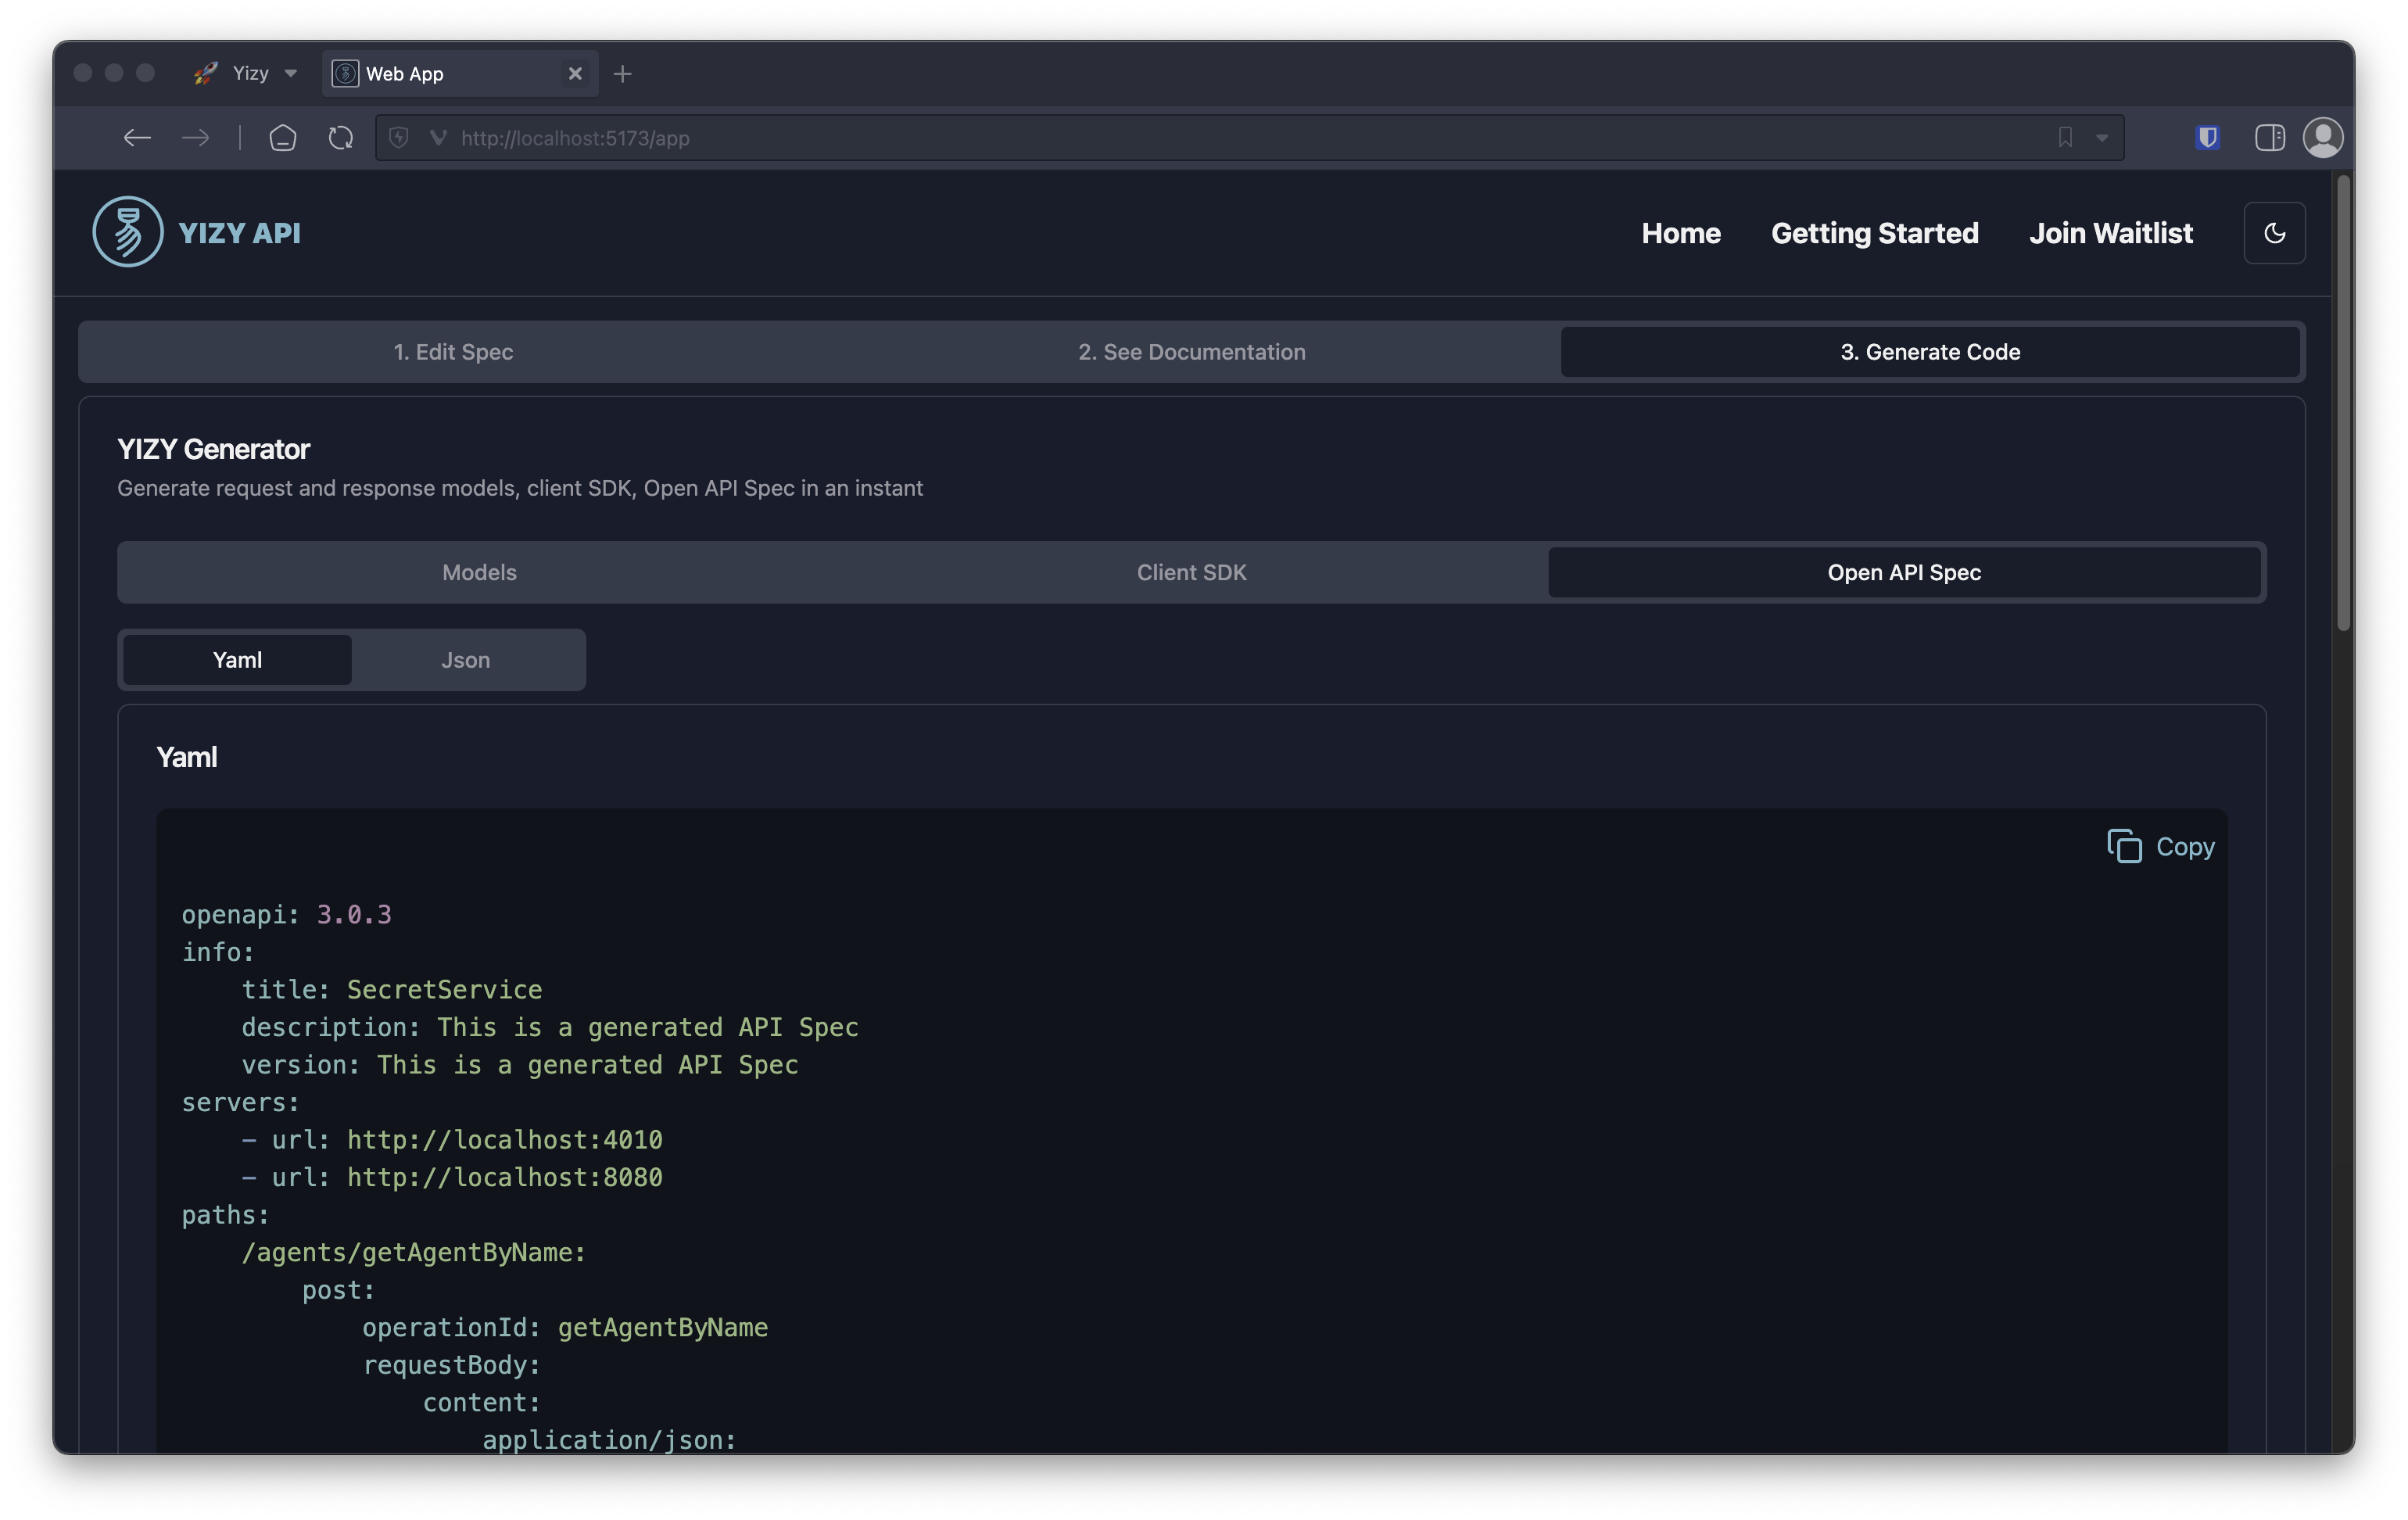 Yizy
Web App
http://localhost:5173/app
YIZY API
Home
Getting Started
Join Waitlist
1. Edit Spec
2. See Documentation
3. Generate Code
YIZY Generator
Generate request and response models, client SDK, Open API Spec in an instant
Models
Client SDK
Open API Spec
Yaml
Json
Yaml
Copy
openapi: 3.0.3
info:
    title: SecretService
    description: This is a generated API Spec
    version: This is a generated API Spec
servers:
    - url: http://localhost:4010
    - url: http://localhost:8080
paths:
    /agents/getAgentByName:
        post:
            operationId: getAgentByName
            requestBody:
                content:
                    application/json: